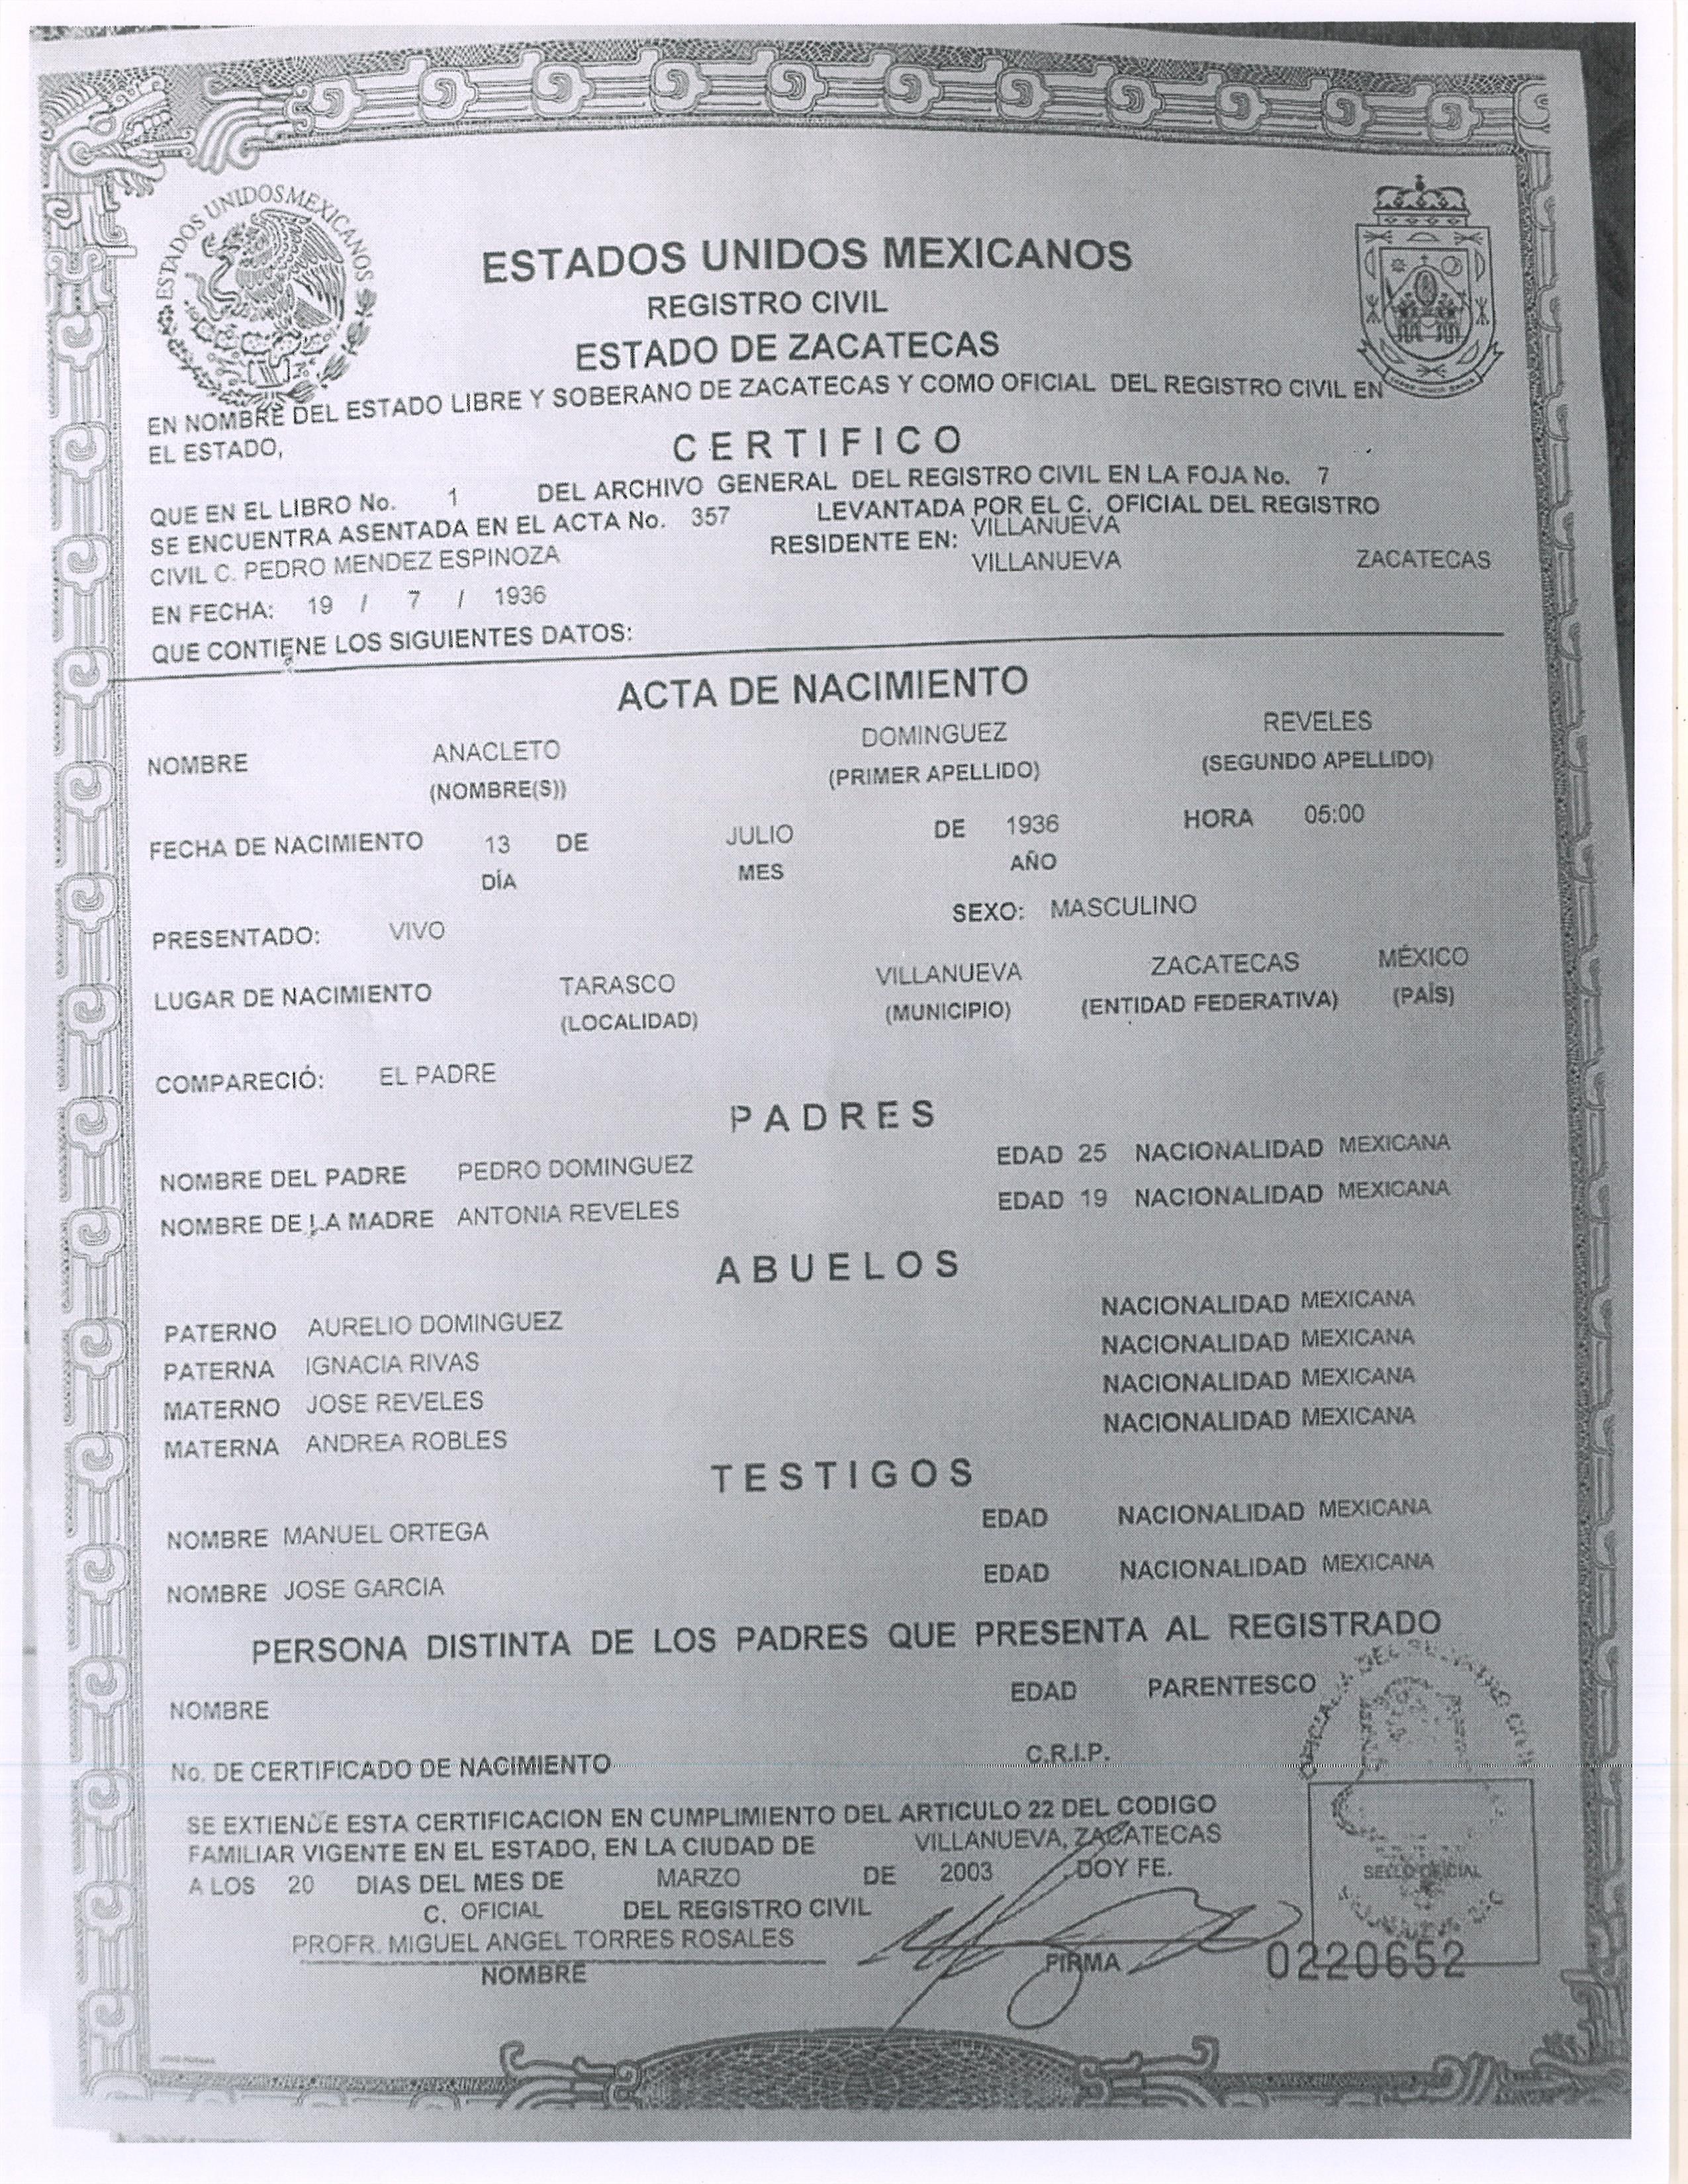 ESTADOS UNIDOS MEXICANOS
ESTADOS UNIDOS MEXICANOS
REGISTRO CIVIL
ESTADO DE ZACATECAS
EN NOMBRE DEL ESTADO LIBRE Y SOBERANO DE ZACATECAS Y COMO OFICIAL DEL REGISTRO CIVIL EN
EL ESTADO,
CERTIFICO
QUE EN EL LIBRO No. 1 DEL ARCHIVO GENERAL DEL REGISTRO CIVIL EN LA FOJA No. 7
SE ENCUENTRA ASENTADA EN EL ACTA No. 357 LEVANTADA POR EL C. OFICIAL DEL REGISTRO
CIVIL C. PEDRO MENDEZ ESPINOZA RESIDENTE EN: VILLANUEVA
VILLANUEVA ZACATECAS
EN FECHA: 19 / 7 / 1936
QUE CONTIENE LOS SIGUIENTES DATOS:
ACTA DE NACIMIENTO
NOMBRE ANACLETO DOMINGUEZ REVELES
(NOMBRE(S)) (PRIMER APELLIDO) (SEGUNDO APELLIDO)
FECHA DE NACIMIENTO 13 DE JULIO DE 1936 HORA 05:00
DÍA MES AÑO
PRESENTADO: VIVO SEXO: MASCULINO
LUGAR DE NACIMIENTO TARASCO VILLANUEVA ZACATECAS MÉXICO
(LOCALIDAD) (MUNICIPIO) (ENTIDAD FEDERATIVA) (PAÍS)
COMPARECIÓ: EL PADRE
PADRES
NOMBRE DEL PADRE PEDRO DOMINGUEZ EDAD 25 NACIONALIDAD MEXICANA
NOMBRE DE LA MADRE ANTONIA REVELES EDAD 19 NACIONALIDAD MEXICANA
ABUELOS
PATERNO AURELIO DOMINGUEZ NACIONALIDAD MEXICANA
PATERNA IGNACIA RIVAS NACIONALIDAD MEXICANA
MATERNO JOSE REVELES NACIONALIDAD MEXICANA
MATERNA ANDREA ROBLES NACIONALIDAD MEXICANA
TESTIGOS
NOMBRE MANUEL ORTEGA EDAD NACIONALIDAD MEXICANA
NOMBRE JOSE GARCIA EDAD NACIONALIDAD MEXICANA
PERSONA DISTINTA DE LOS PADRES QUE PRESENTA AL REGISTRADO
NOMBRE EDAD PARENTESCO
No. DE CERTIFICADO DE NACIMIENTO C.R.I.P.
SE EXTIENDE ESTA CERTIFICACION EN CUMPLIMIENTO DEL ARTICULO 22 DEL CODIGO
FAMILIAR VIGENTE EN EL ESTADO, EN LA CIUDAD DE VILLANUEVA, ZACATECAS
A LOS 20 DIAS DEL MES DE MARZO DE 2003 DOY FE.
C. OFICIAL DEL REGISTRO CIVIL
PROFR. MIGUEL ANGEL TORRES ROSALES
NOMBRE FIRMA
SELLO OFICIAL
0220652